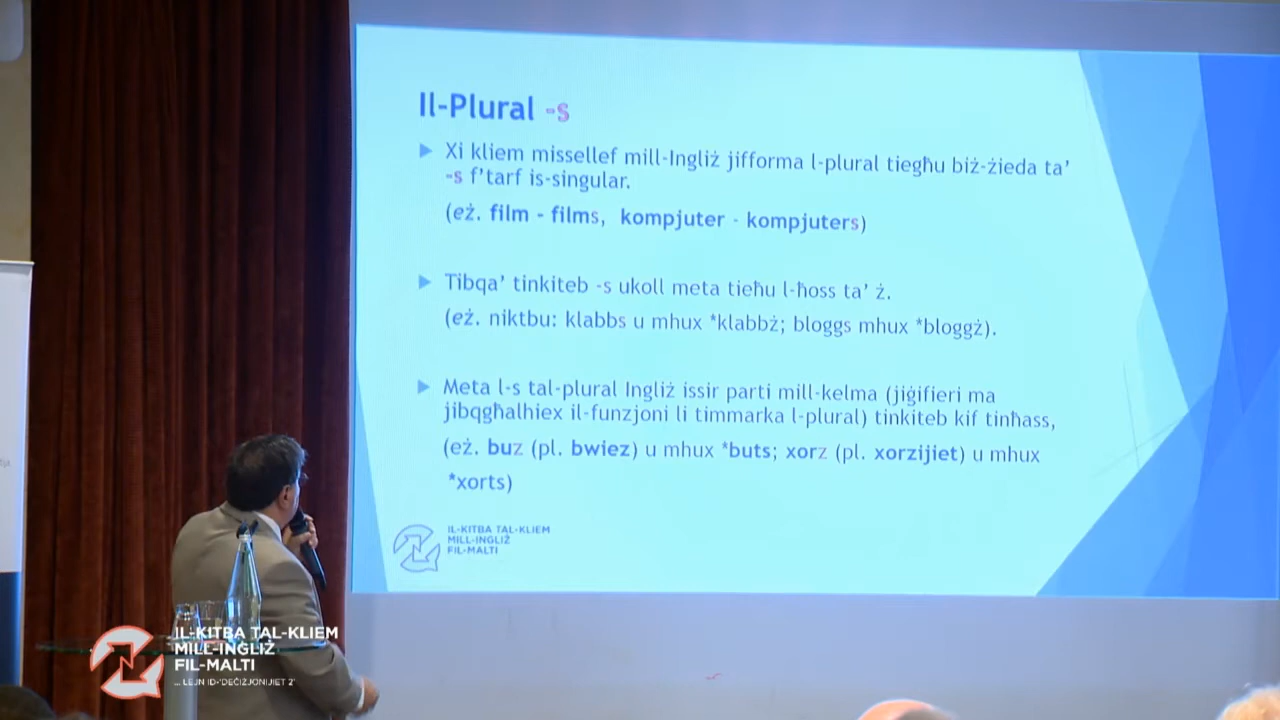 Il-Plural -s
Xi kliem missellef mill-Ingliż jifforma l-plural tiegħu biż-żieda ta'
-s f'tarf is-singular.
(eż. film - films, kompjuter - kompjuters)
Tibqa' tinkiteb -s ukoll meta tieħu l-ħoss ta' ż.
(eż. niktbu: klabbs u mhux *klabbż; bloggs mhux *bloggż).
Meta l-s tal-plural Ingliż issir parti mill-kelma (jiġifieri ma
jibqgħalhiex il-funzjoni li timmarka l-plural) tinkiteb kif tinħass,
(eż. buz (pl. bwiez) u mhux *buts; xorz (pl. xorzijiet) u mhux
*xorts)
IL-KITBA TAL-KLIEM
MILL-INGLIŻ
FIL-MALTI
IL-KITBA TAL-KLIEM
MILL-INGLIŻ
FIL-MALTI
... LEJN ID-'DEĊIŻJONIJIET 2'